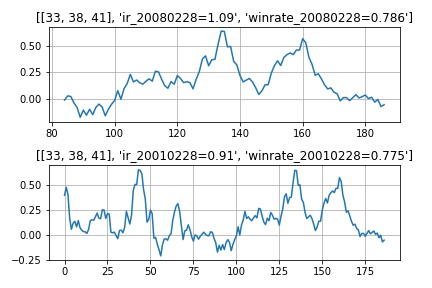 [[33, 38, 41], 'ir_20080228=1.09', 'winrate_20080228=0.786']
0.50
0.25
0.00
80 100 120 140 160 180
[[33, 38, 41], 'ir_20010228=0.91', 'winrate_20010228=0.775']
0.50
0.25
0.00
-0.25
0 25 50 75 100 125 150 175